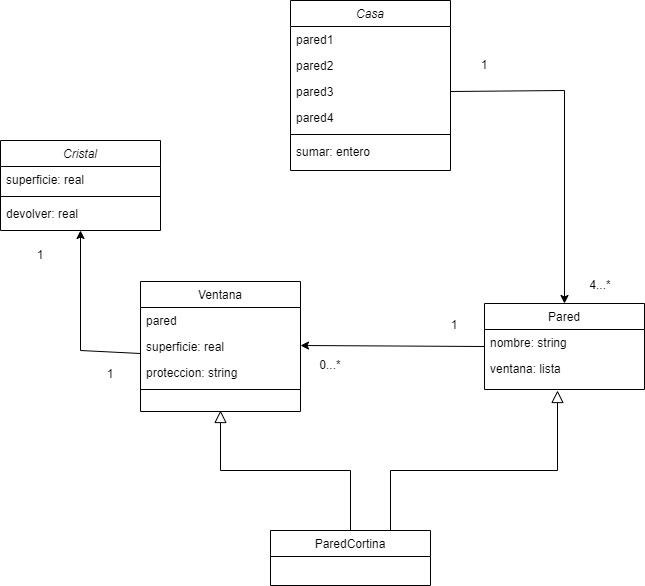 Casa
pared1
pared2
pared3
pared4
sumar: entero
1
4...*
Cristal
superficie: real
devolver: real
1
1
Ventana
pared
superficie: real
proteccion: string
0...*
1
Pared
nombre: string
ventana: lista
ParedCortina